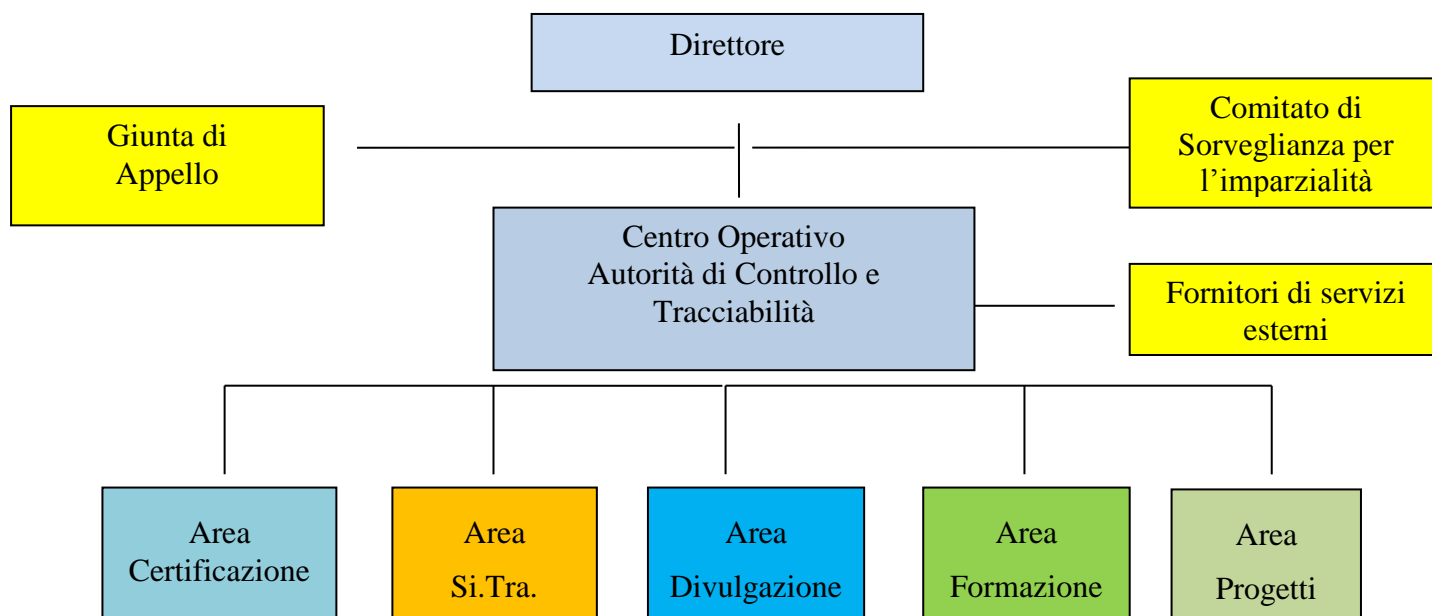 Direttore
Giunta di
Appello
Comitato di
Sorveglianza per
l’imparzialità
Centro Operativo
Autorità di Controllo e
Tracciabilità
Fornitori di servizi
esterni
Area
Certificazione
Area
Si.Tra.
Area
Divulgazione
Area
Formazione
Area
Progetti